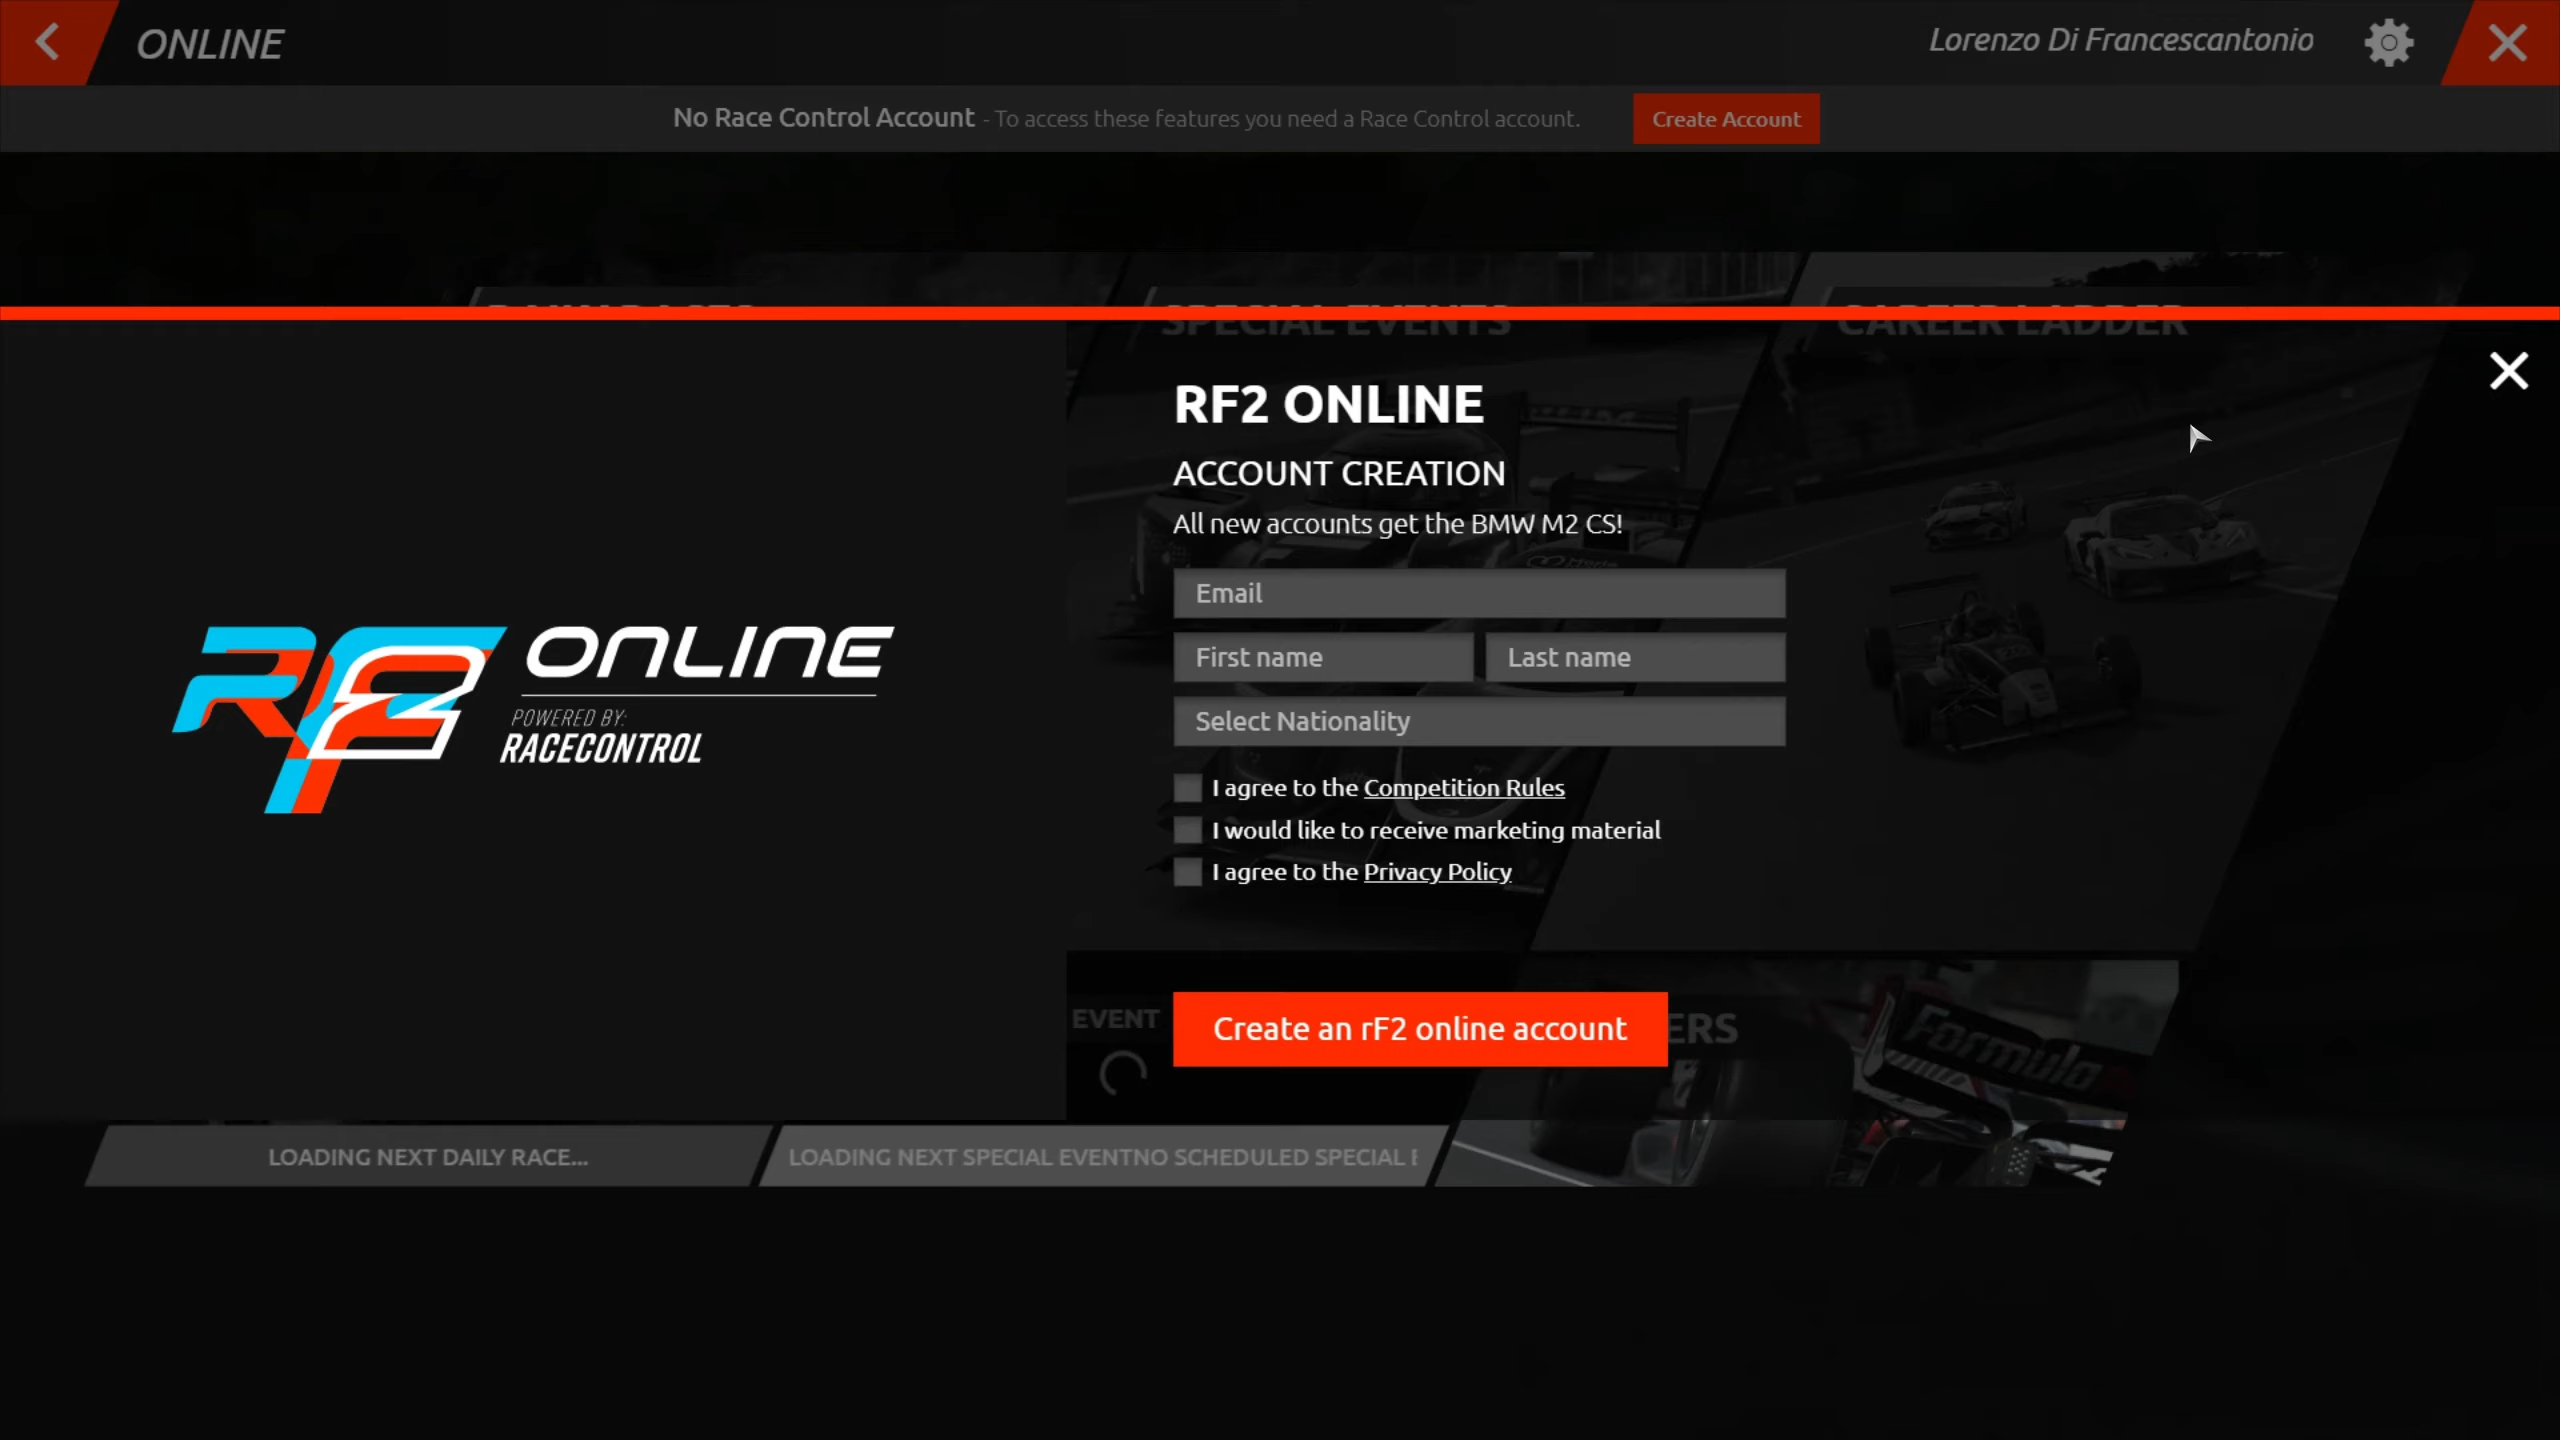 ONLINE
Lorenzo Di Francescantonio
No Race Control Account - To access these features you need a Race Control account.
Create Account
SPECIAL EVENTS
CAREER LADDER
RF2 ONLINE
ACCOUNT CREATION
All new accounts get the BMW M2 CS!
Email
First name
Last name
Select Nationality
I agree to the Competition Rules
I would like to receive marketing material
I agree to the Privacy Policy
RF2 ONLINE
POWERED BY:
RACECONTROL
EVENT
Create an rF2 online account
ERS
Formula
LOADING NEXT DAILY RACE...
LOADING NEXT SPECIAL EVENTNO SCHEDULED SPECIAL E